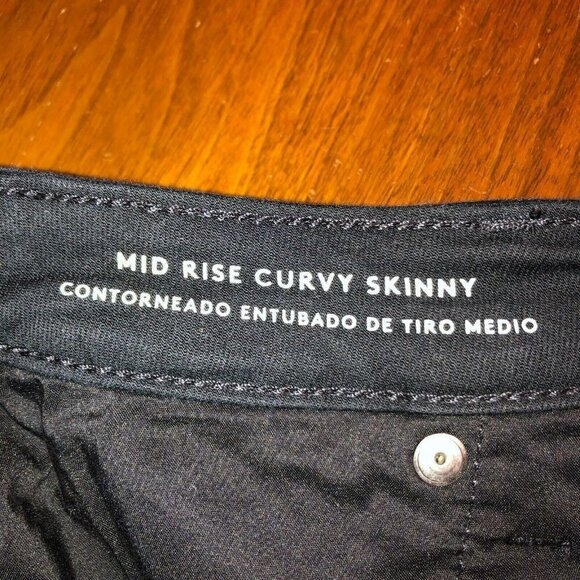 MID RISE CURVY SKINNY
CONTORNEADO ENTUBADO DE TIRO MEDIO